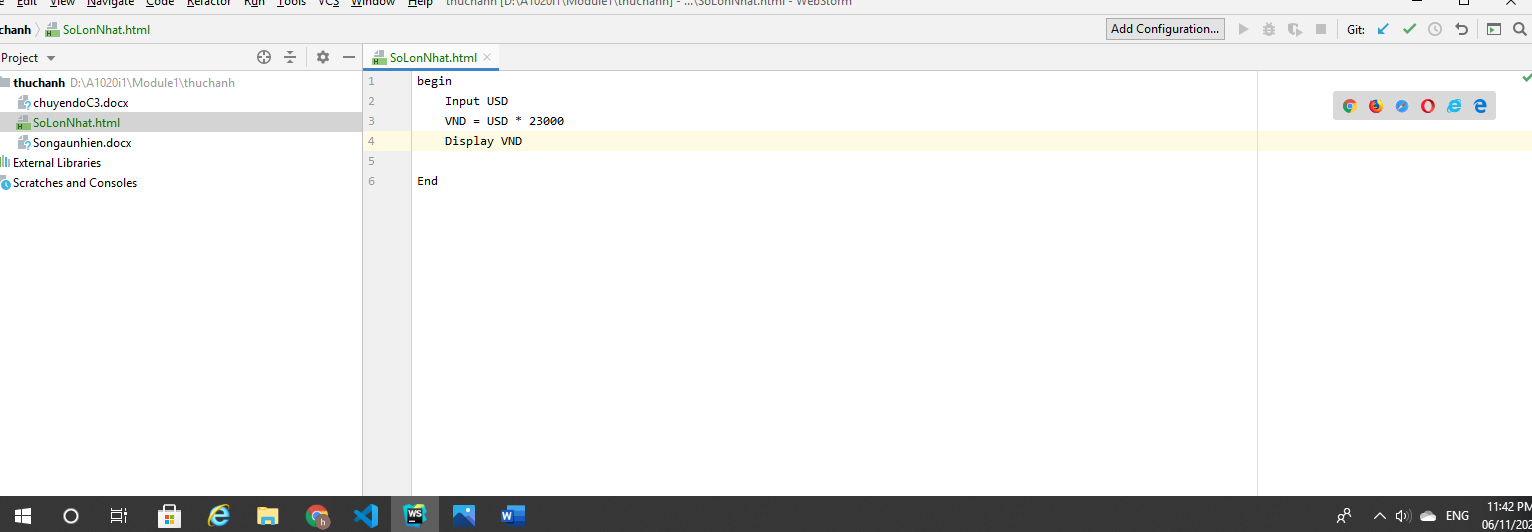 Edit View Navigate Code Refactor Run Tools VCS Window Help thuchanh [D:\A1020i1\Module1\thuchanh] - ...\SoLonNhat.html - WebStorm
chanh SoLonNhat.html Add Configuration... Git:
Project SoLonNhat.html
thuchanh D:\A1020i1\Module1\thuchanh
chuyendoC3.docx
SoLonNhat.html
Songaunhien.docx
External Libraries
Scratches and Consoles
1 begin
2 Input USD
3 VND = USD * 23000
4 Display VND
5
6 End
ENG
11:42 PM
06/11/202